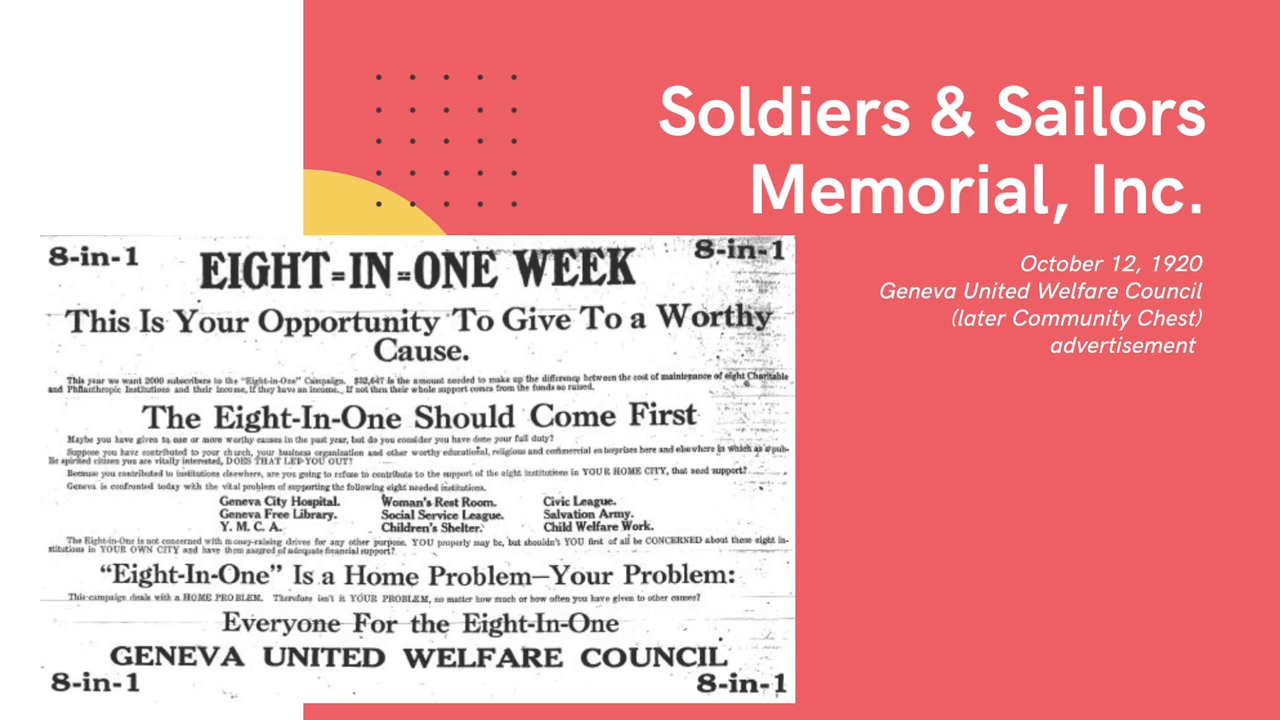 Soldiers & Sailors
Memorial, Inc.
October 12, 1920
Geneva United Welfare Council
(later Community Chest)
advertisement
8-in-1
8-in-1
EIGHT=IN=ONE WEEK
This Is Your Opportunity To Give To a Worthy
Cause.
This year we want 2000 subscribers to the "Eight-in-One" Campaign. $32,647 is the amount needed to make up the difference between the cost of maintenance of eight Charitable
and Philanthropic Institutions and their income, if they have an income. If not then their whole support comes from the funds so raised.
The Eight-In-One Should Come First
Maybe you have given to one or more worthy causes in the past year, but do you consider you have done your full duty?
Suppose you have contributed to your church, your business organization and other worthy educational, religious and commercial enterprises here and elsewhere in which as a pub-
lic spirited citizen you are vitally interested, DOES THAT LET YOU OUT?
Because you contributed to institutions elsewhere, are you going to refuse to contribute to the support of the eight institutions in YOUR HOME CITY, that need support?
Geneva is confronted today with the vital problem of supporting the following eight needed institutions.
Geneva City Hospital. Woman's Rest Room. Civic League.
Geneva Free Library. Social Service League. Salvation Army.
Y. M. C. A. Children's Shelter. Child Welfare Work.
The Eight-in-One is not concerned with money-raising drives for any other purpose. YOU properly may be, but shouldn't YOU first of all be CONCERNED about these eight in-
stitutions in YOUR OWN CITY and have them assured of adequate financial support?
"Eight-In-One" Is a Home Problem—Your Problem:
This campaign deals with a HOME PROBLEM. Therefore isn't it YOUR PROBLEM, no matter how much or how often you have given to other causes?
Everyone For the Eight-In-One
GENEVA UNITED WELFARE COUNCIL
8-in-1
8-in-1